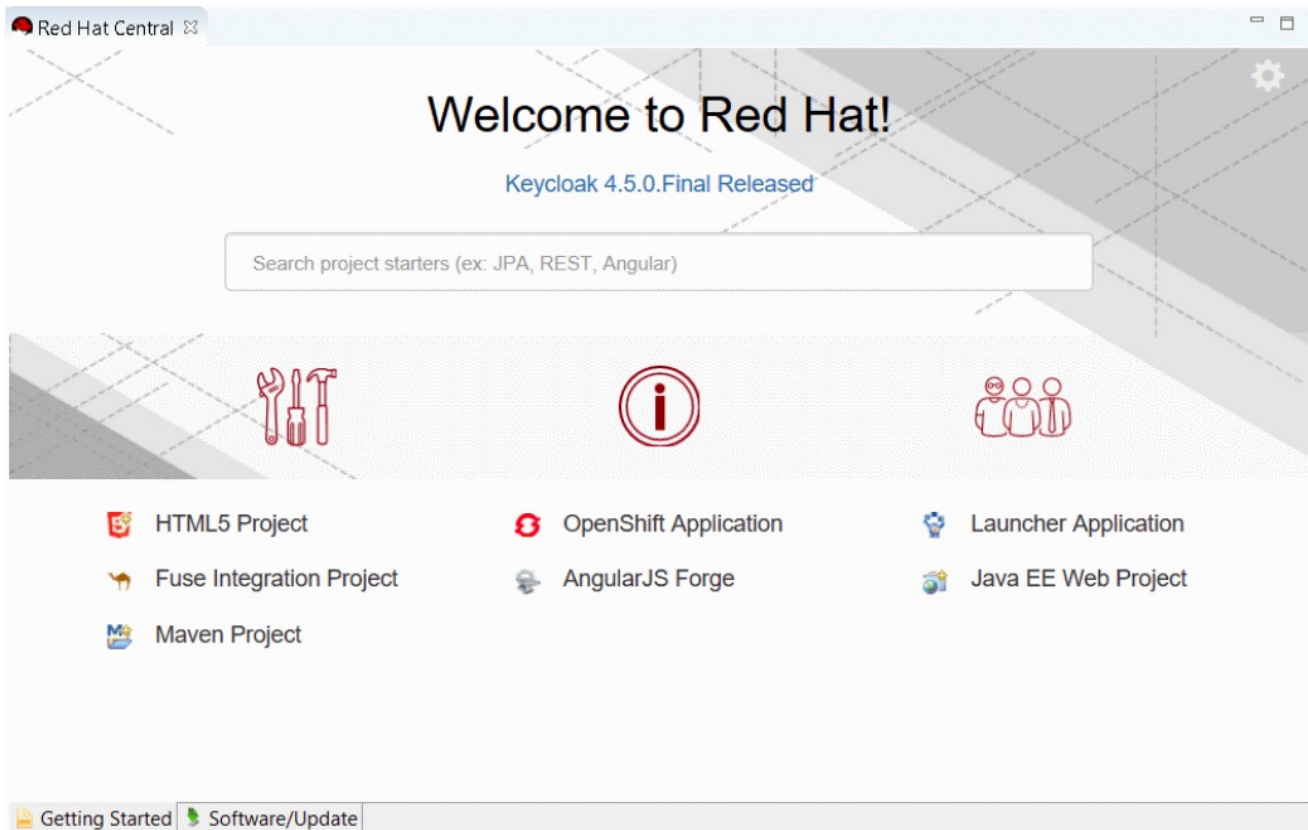 Red Hat Central
Welcome to Red Hat!
Keycloak 4.5.0.Final Released
Search project starters (ex: JPA, REST, Angular)
HTML5 Project
OpenShift Application
Launcher Application
Fuse Integration Project
AngularJS Forge
Java EE Web Project
Maven Project
Getting Started
Software/Update